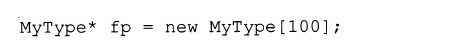 MyType* fp = new MyType[100];